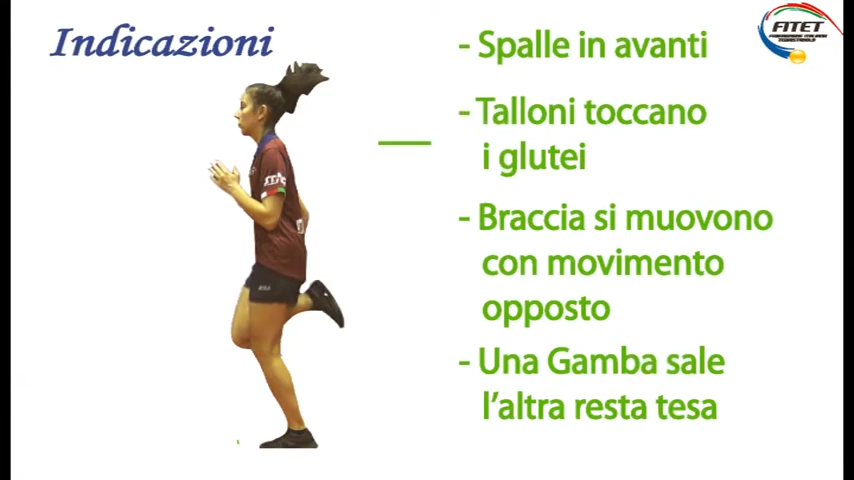 Indicazioni
- Spalle in avanti
- Talloni toccano
i glutei
- Braccia si muovono
con movimento
opposto
- Una Gamba sale
l'altra resta tesa
FITET